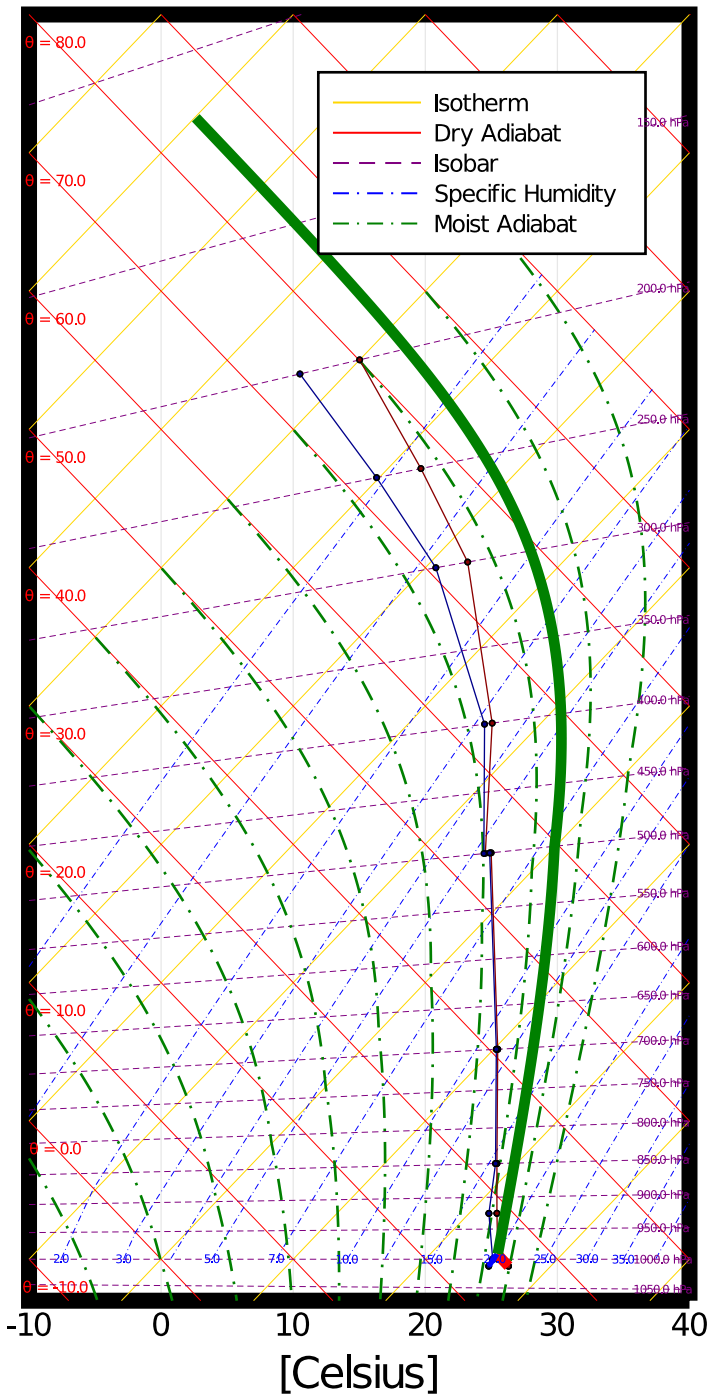 θ = 80.0
Isotherm
Dry Adiabat
150.0 hPa
Isobar
θ = 70.0
Specific Humidity
Moist Adiabat
200.0 hPa
θ = 60.0
250.0 hPa
θ = 50.0
300.0 hPa
θ = 40.0
350.0 hPa
400.0 hPa
θ = 30.0
450.0 hPa
500.0 hPa
θ = 20.0
550.0 hPa
600.0 hPa
650.0 hPa
θ = 10.0
700.0 hPa
750.0 hPa
800.0 hPa
θ = 0.0
850.0 hPa
900.0 hPa
950.0 hPa
2.0 3.0 5.0 7.0 10.0 15.0 25.0 30.0 35.0 1000.0 hPa
θ = -10.0
1050.0 hPa
-10 0 10 20 30 40
[Celsius]